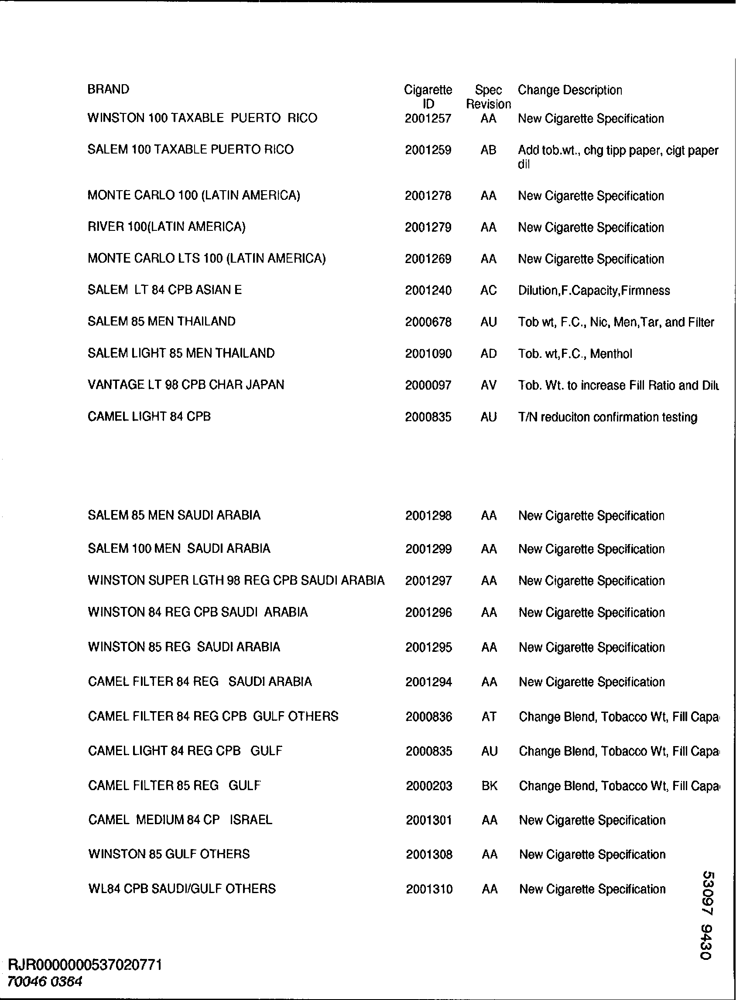 BRAND Cigarette Spec Change Description
ID Revision
WINSTON 100 TAXABLE PUERTO RICO 2001257 AA New Cigarette Specification
SALEM 100 TAXABLE PUERTO RICO 2001259 AB Add tob.wt., chg tipp paper, cigt paper
dil
MONTE CARLO 100 (LATIN AMERICA) 2001278 AA New Cigarette Specification
RIVER 100(LATIN AMERICA) 2001279 AA New Cigarette Specification
MONTE CARLO LTS 100 (LATIN AMERICA) 2001269 AA New Cigarette Specification
SALEM LT 84 CPB ASIAN E 2001240 AC Dilution,F.Capacity,Firmness
SALEM 85 MEN THAILAND 2000678 AU Tob wt, F.C., Nic, Men,Tar, and Filter
SALEM LIGHT 85 MEN THAILAND 2001090 AD Tob. wt,F.C., Menthol
VANTAGE LT 98 CPB CHAR JAPAN 2000097 AV Tob. Wt. to increase Fill Ratio and Dilu
CAMEL LIGHT 84 CPB 2000835 AU T/N reduciton confirmation testing
SALEM 85 MEN SAUDI ARABIA 2001298 AA New Cigarette Specification
SALEM 100 MEN SAUDI ARABIA 2001299 AA New Cigarette Specification
WINSTON SUPER LGTH 98 REG CPB SAUDI ARABIA 2001297 AA New Cigarette Specification
WINSTON 84 REG CPB SAUDI ARABIA 2001296 AA New Cigarette Specification
WINSTON 85 REG SAUDI ARABIA 2001295 AA New Cigarette Specification
CAMEL FILTER 84 REG SAUDI ARABIA 2001294 AA New Cigarette Specification
CAMEL FILTER 84 REG CPB GULF OTHERS 2000836 AT Change Blend, Tobacco Wt, Fill Capa
CAMEL LIGHT 84 REG CPB GULF 2000835 AU Change Blend, Tobacco Wt, Fill Capa
CAMEL FILTER 85 REG GULF 2000203 BK Change Blend, Tobacco Wt, Fill Capa
CAMEL MEDIUM 84 CP ISRAEL 2001301 AA New Cigarette Specification
WINSTON 85 GULF OTHERS 2001308 AA New Cigarette Specification
WL84 CPB SAUDI/GULF OTHERS 2001310 AA New Cigarette Specification
53097 9430
RJR0000000537020771
70046 0364